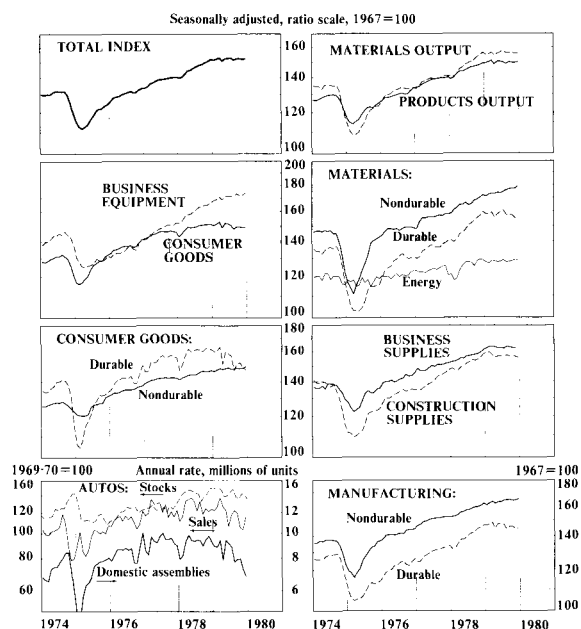 Seasonally adjusted, ratio scale, 1967=100
TOTAL INDEX
160
140
120
100
MATERIALS OUTPUT
PRODUCTS OUTPUT
160
140
120
100
BUSINESS
EQUIPMENT
CONSUMER
GOODS
200
180
160
140
120
100
MATERIALS:
Nondurable
Durable
Energy
180
160
140
120
100
CONSUMER GOODS:
Durable
Nondurable
180
160
140
120
100
BUSINESS
SUPPLIES
CONSTRUCTION
SUPPLIES
180
160
140
120
100
1969-70=100
Annual rate, millions of units
160
120
100
80
60
AUTOS:
Stocks
Sales
Domestic assemblies
16
12
10
8
6
1974
1976
1978
1980
1967=100
MANUFACTURING:
Nondurable
Durable
180
160
140
120
100
1974
1976
1978
1980